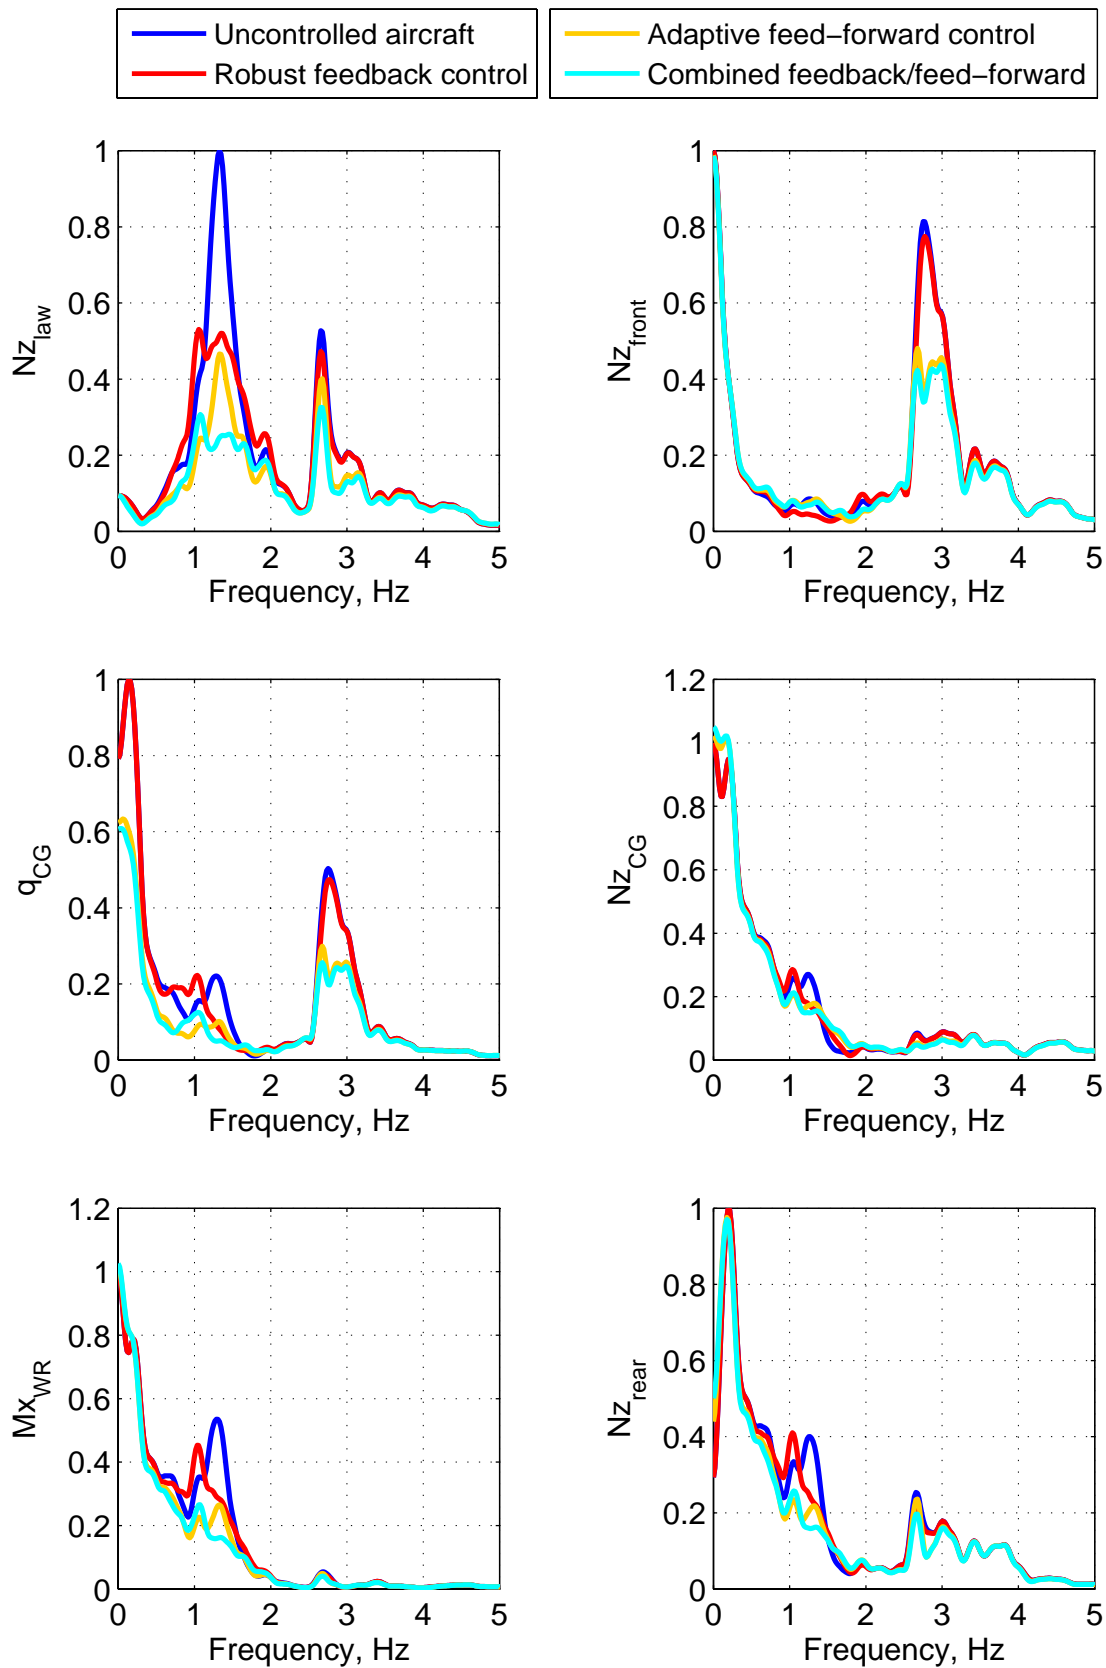 Uncontrolled aircraft
Robust feedback control
Adaptive feed−forward control
Combined feedback/feed−forward
1
0.8
0.6
0.4
0.2
0
0 1 2 3 4 5
Frequency, Hz
Nz_law
1
0.8
0.6
0.4
0.2
0
0 1 2 3 4 5
Frequency, Hz
Nz_front
1
0.8
0.6
0.4
0.2
0
0 1 2 3 4 5
Frequency, Hz
q_CG
1.2
1
0.8
0.6
0.4
0.2
0
0 1 2 3 4 5
Frequency, Hz
Nz_CG
1.2
1
0.8
0.6
0.4
0.2
0
0 1 2 3 4 5
Frequency, Hz
Mx_WR
1
0.8
0.6
0.4
0.2
0
0 1 2 3 4 5
Frequency, Hz
Nz_rear